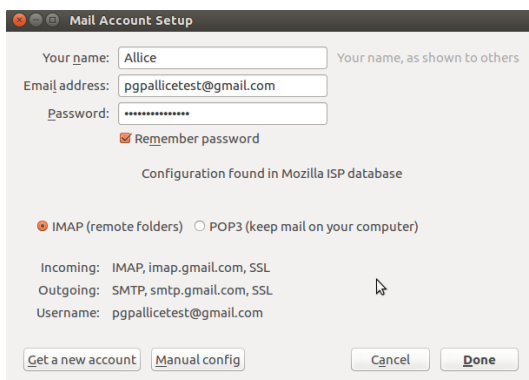 Mail Account Setup
Your name: Allice Your name, as shown to others
Email address: pgpallicetest@gmail.com
Password: •••••••••••••••
Remember password
Configuration found in Mozilla ISP database
IMAP (remote folders) POP3 (keep mail on your computer)
Incoming: IMAP, imap.gmail.com, SSL
Outgoing: SMTP, smtp.gmail.com, SSL
Username: pgpallicetest@gmail.com
Get a new account Manual config Cancel Done